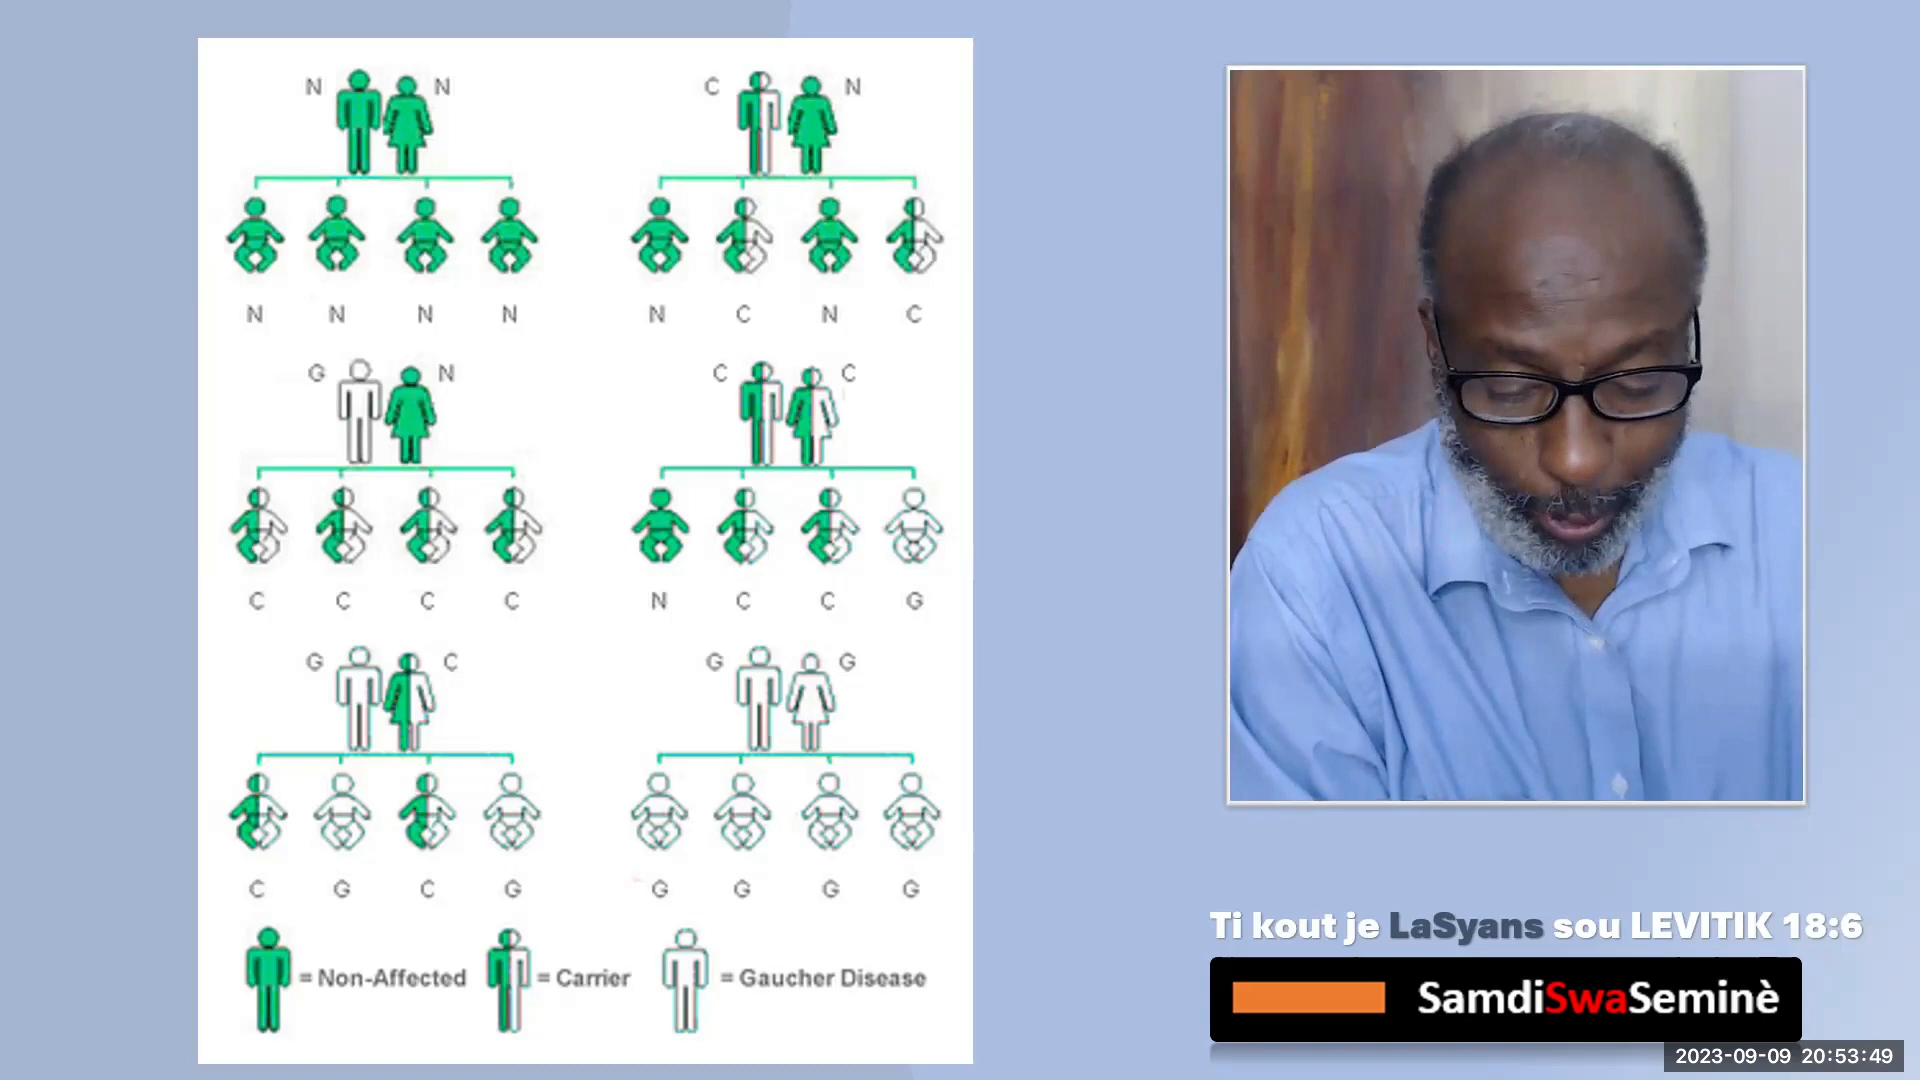 N N
C N
N N N N
N C N C
G N
C C
C C C C
N C C G
G C
G G
C G C G
G G G G
= Non-Affected
= Carrier
= Gaucher Disease
Ti kout je LaSyans sou LEVITIK 18:6
SamdiSwaSeminè
2023-09-09 20:53:49